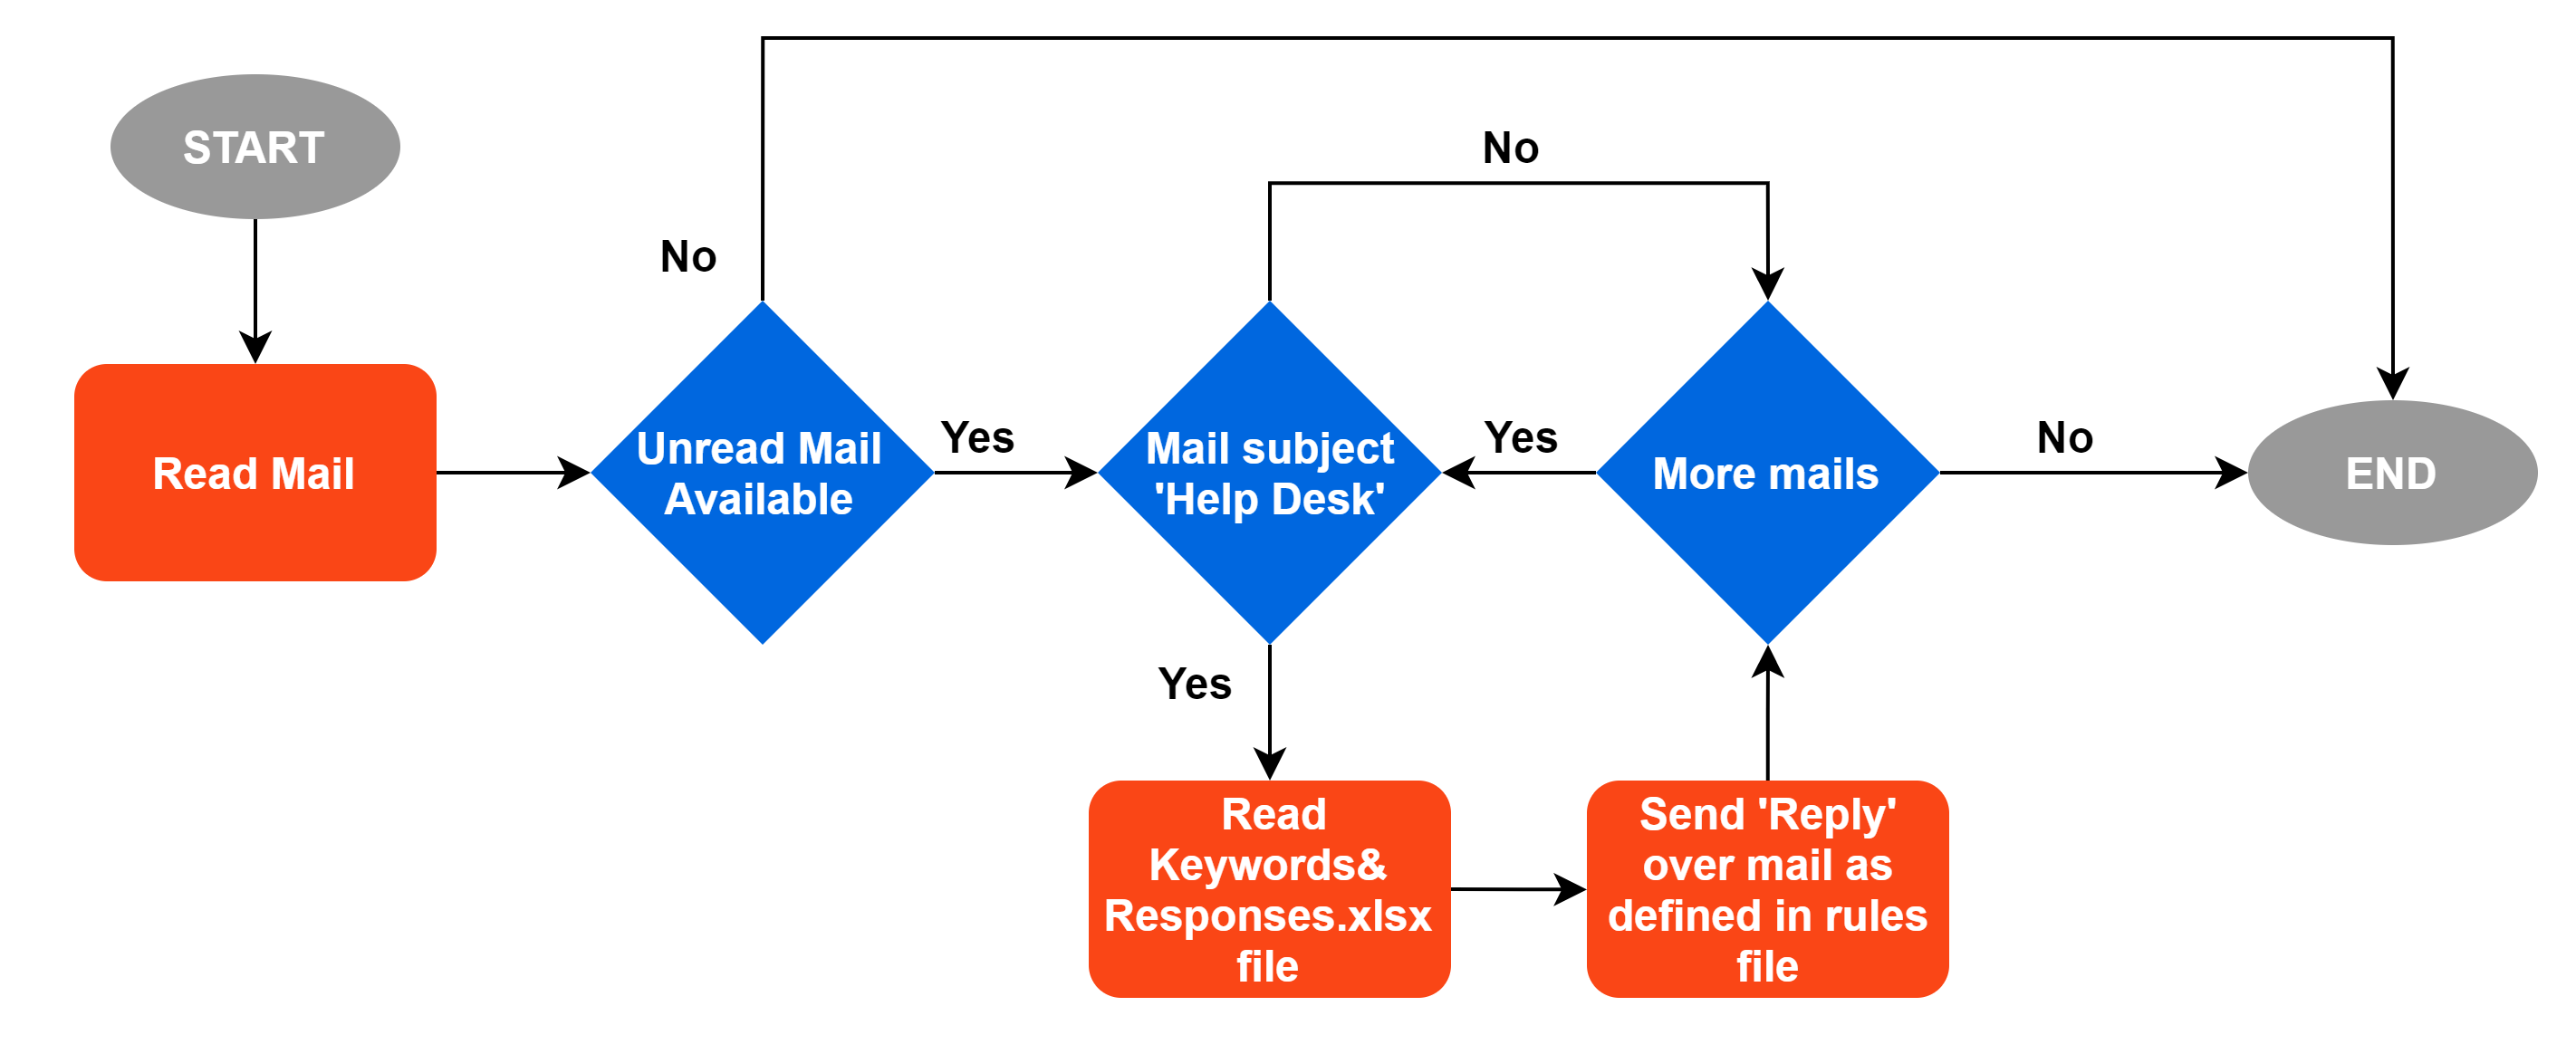 START
No
No
Read Mail
Unread Mail
Available
Yes
Mail subject
'Help Desk'
Yes
More mails
No
END
Yes
Read
Keywords&
Responses.xlsx
file
Send 'Reply'
over mail as
defined in rules
file